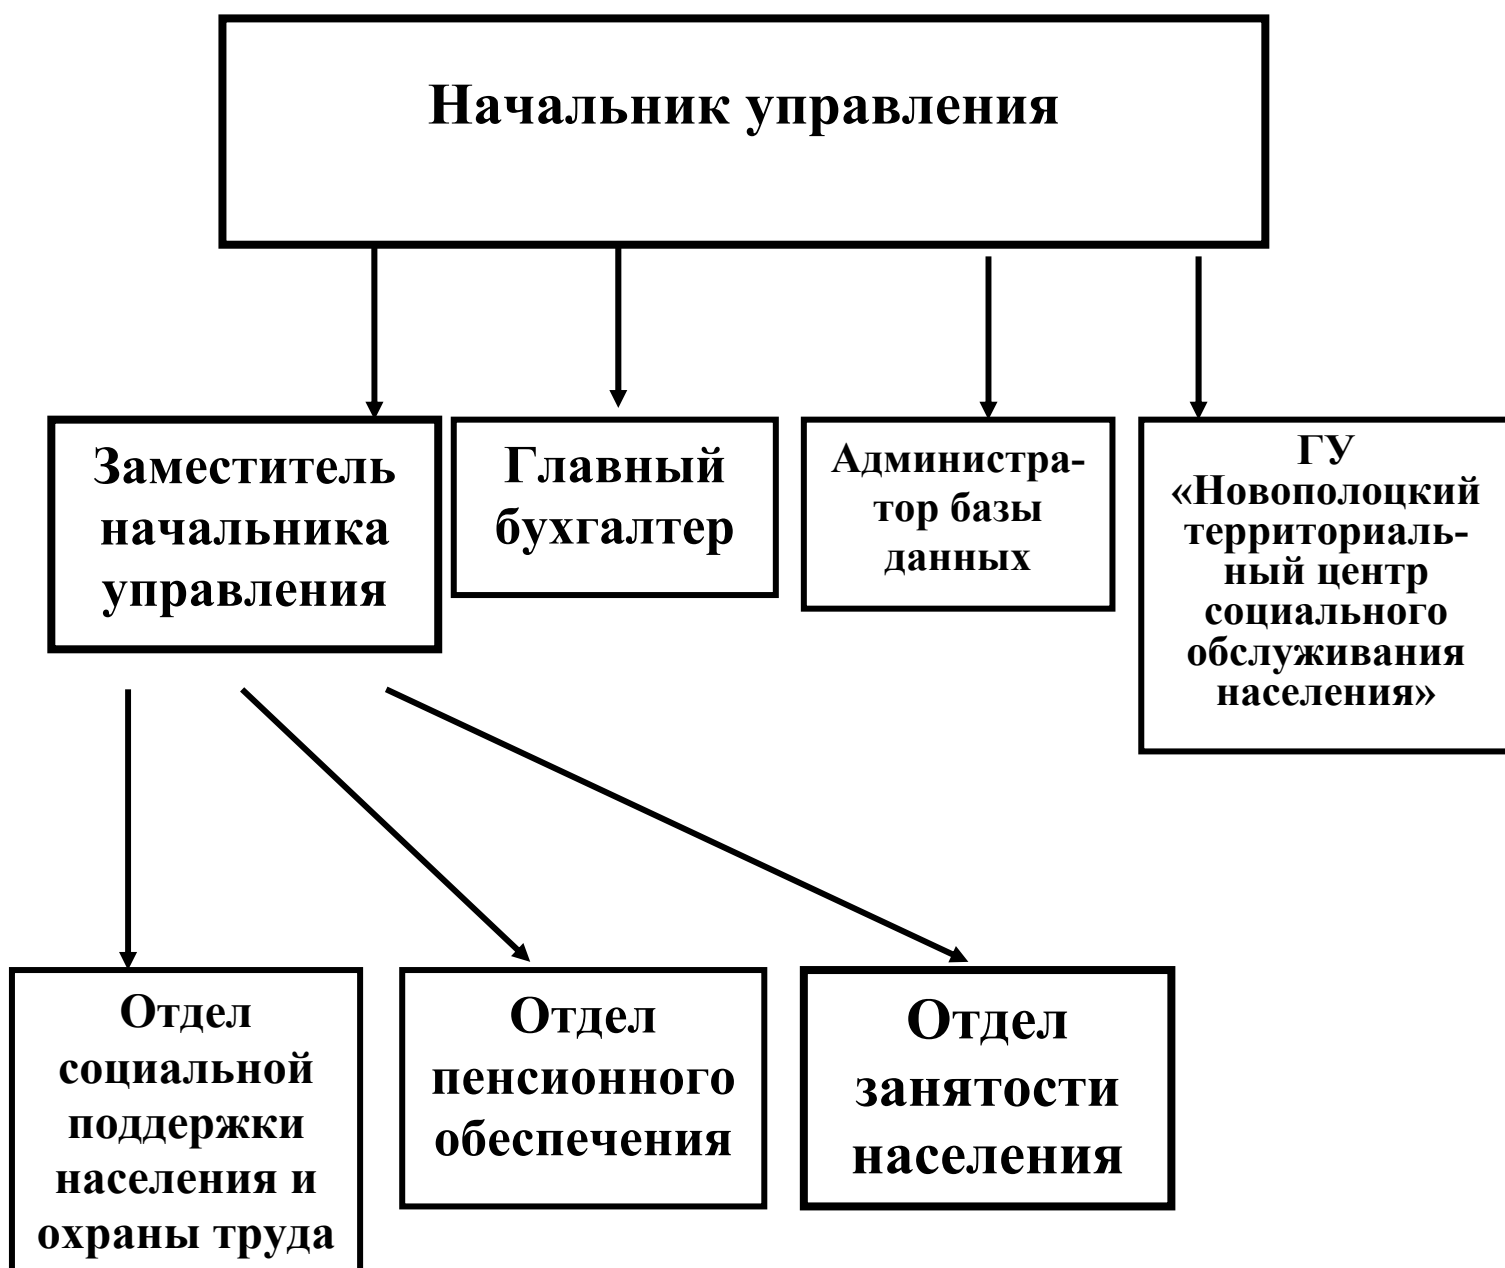 Начальник управления
Заместитель
начальника
управления
Главный
бухгалтер
Администра-
тор базы
данных
ГУ
«Новополоцкий
территориаль-
ный центр
социального
обслуживания
населения»
Отдел
социальной
поддержки
населения и
охраны труда
Отдел
пенсионного
обеспечения
Отдел
занятости
населения